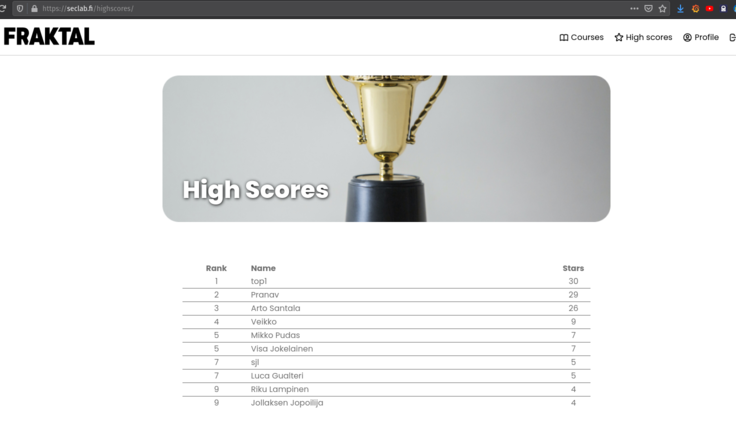 https://seclab.fi/highscores/
FRAKTAL
Courses High scores Profile
High Scores
Rank Name Stars
1 top1 30
2 Pranav 29
3 Arto Santala 26
4 Veikko 9
5 Mikko Pudas 7
5 Visa Jokelainen 7
7 sjl 5
7 Luca Gualteri 5
9 Riku Lampinen 4
9 Jollaksen Jopoilija 4